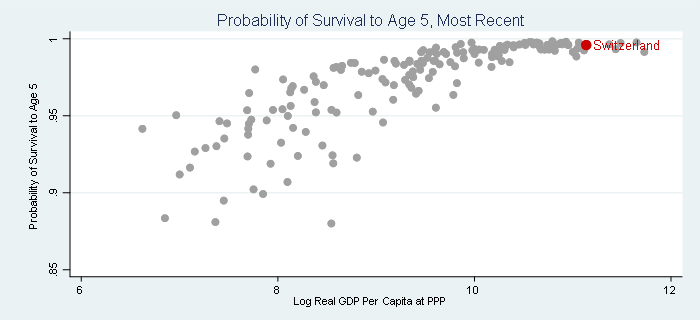 Probability of Survival to Age 5, Most Recent
Probability of Survival to Age 5
1
.95
.9
.85
Switzerland
6
8
10
12
Log Real GDP Per Capita at PPP